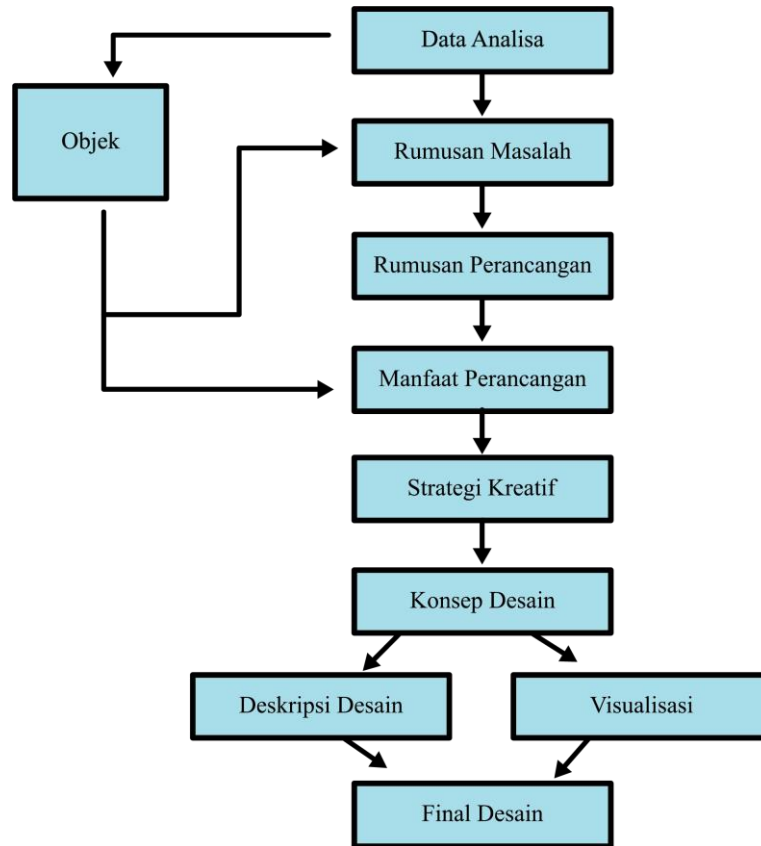 Data Analisa
Objek
Rumusan Masalah
Rumusan Perancangan
Manfaat Perancangan
Strategi Kreatif
Konsep Desain
Deskripsi Desain
Visualisasi
Final Desain